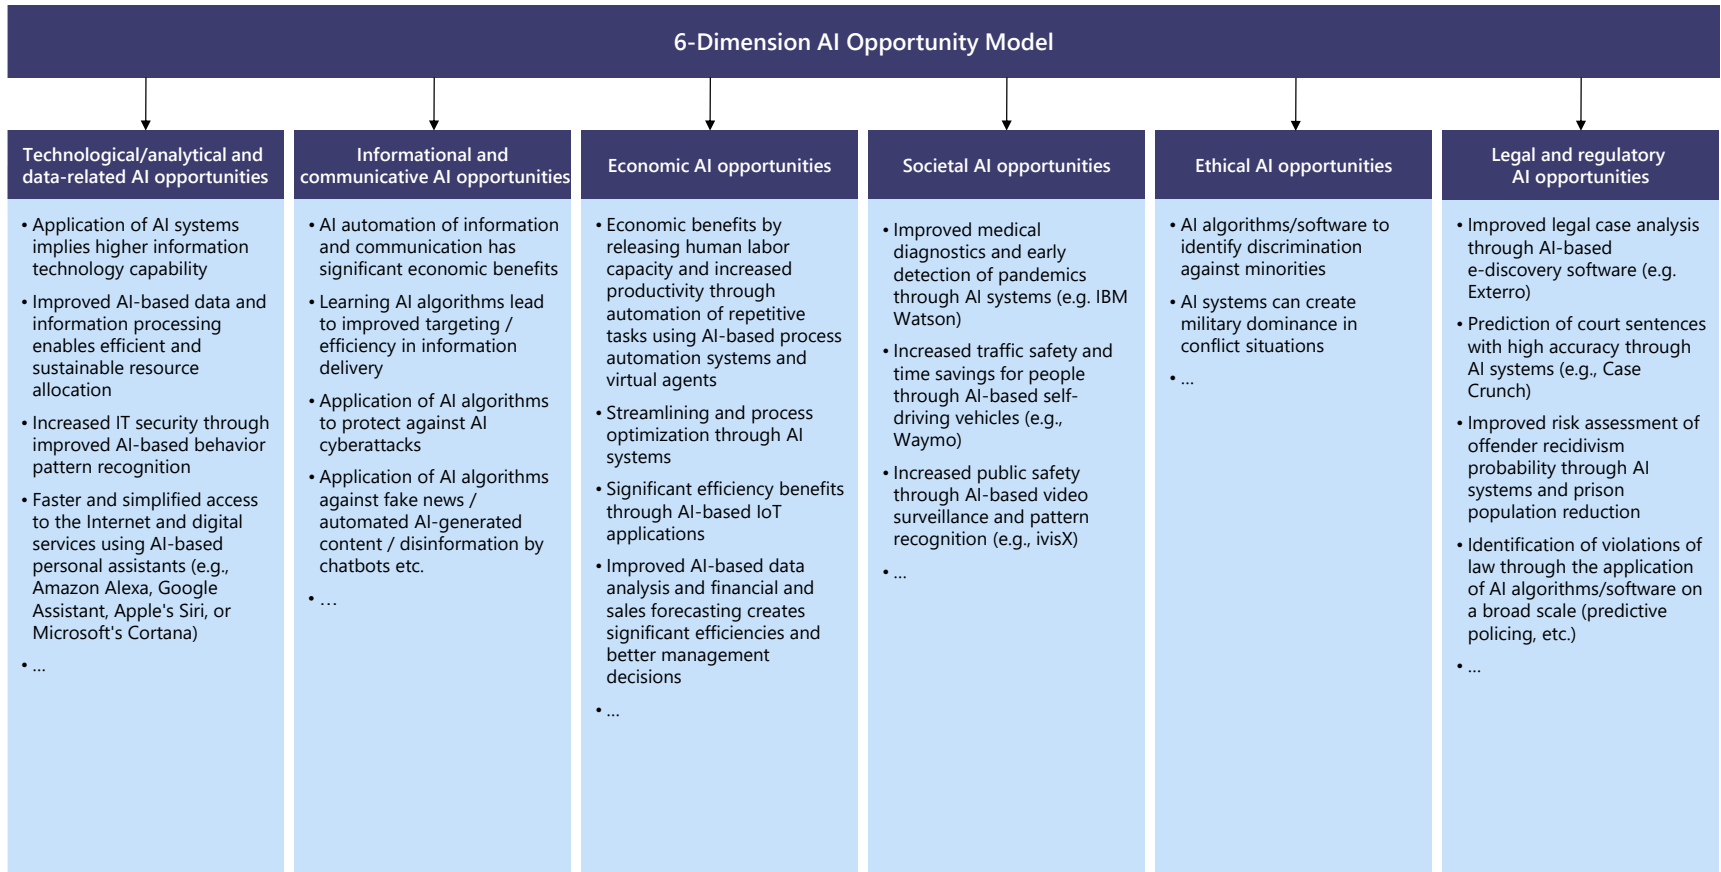 6-Dimension AI Opportunity Model
Technological/analytical and
data-related AI opportunities
• Application of AI systems
implies higher information
technology capability
• Improved AI-based data and
information processing
enables efficient and
sustainable resource
allocation
• Increased IT security through
improved AI-based behavior
pattern recognition
• Faster and simplified access
to the Internet and digital
services using AI-based
personal assistants (e.g.,
Amazon Alexa, Google
Assistant, Apple's Siri, or
Microsoft's Cortana)
• ...
Informational and
communicative AI opportunities
• AI automation of information
and communication has
significant economic benefits
• Learning AI algorithms lead
to improved targeting /
efficiency in information
delivery
• Application of AI algorithms
to protect against AI
cyberattacks
• Application of AI algorithms
against fake news /
automated AI-generated
content / disinformation by
chatbots etc.
• …
Economic AI opportunities
• Economic benefits by
releasing human labor
capacity and increased
productivity through
automation of repetitive
tasks using AI-based process
automation systems and
virtual agents
• Streamlining and process
optimization through AI
systems
• Significant efficiency benefits
through AI-based IoT
applications
• Improved AI-based data
analysis and financial and
sales forecasting creates
significant efficiencies and
better management
decisions
• ...
Societal AI opportunities
• Improved medical
diagnostics and early
detection of pandemics
through AI systems (e.g. IBM
Watson)
• Increased traffic safety and
time savings for people
through AI-based self-
driving vehicles (e.g.,
Waymo)
• Increased public safety
through AI-based video
surveillance and pattern
recognition (e.g., ivisX)
• ...
Ethical AI opportunities
• AI algorithms/software to
identify discrimination
against minorities
• AI systems can create
military dominance in
conflict situations
• ...
Legal and regulatory
AI opportunities
• Improved legal case analysis
through AI-based
e-discovery software (e.g.
Exterro)
• Prediction of court sentences
with high accuracy through
AI systems (e.g., Case
Crunch)
• Improved risk assessment of
offender recidivism
probability through AI
systems and prison
population reduction
• Identification of violations of
law through the application
of AI algorithms/software on
a broad scale (predictive
policing, etc.)
• ...